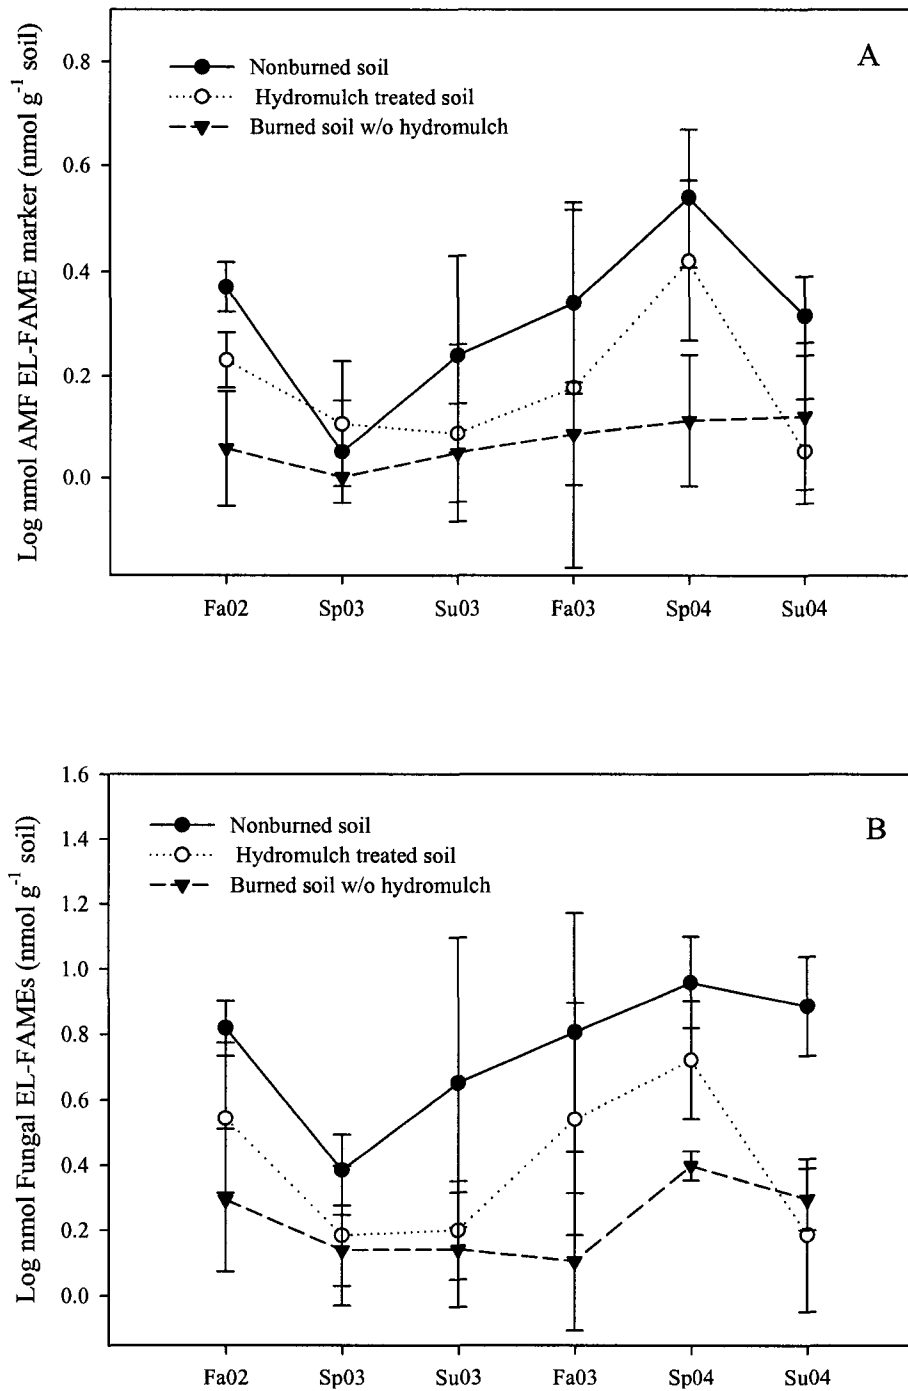 A
Nonburned soil
Hydromulch treated soil
Burned soil w/o hydromulch
Log nmol AMF EL-FAME marker (nmol g⁻¹ soil)
0.8
0.6
0.4
0.2
0.0
Fa02 Sp03 Su03 Fa03 Sp04 Su04
B
Nonburned soil
Hydromulch treated soil
Burned soil w/o hydromulch
Log nmol Fungal EL-FAMEs (nmol g⁻¹ soil)
1.6
1.4
1.2
1.0
0.8
0.6
0.4
0.2
0.0
Fa02 Sp03 Su03 Fa03 Sp04 Su04